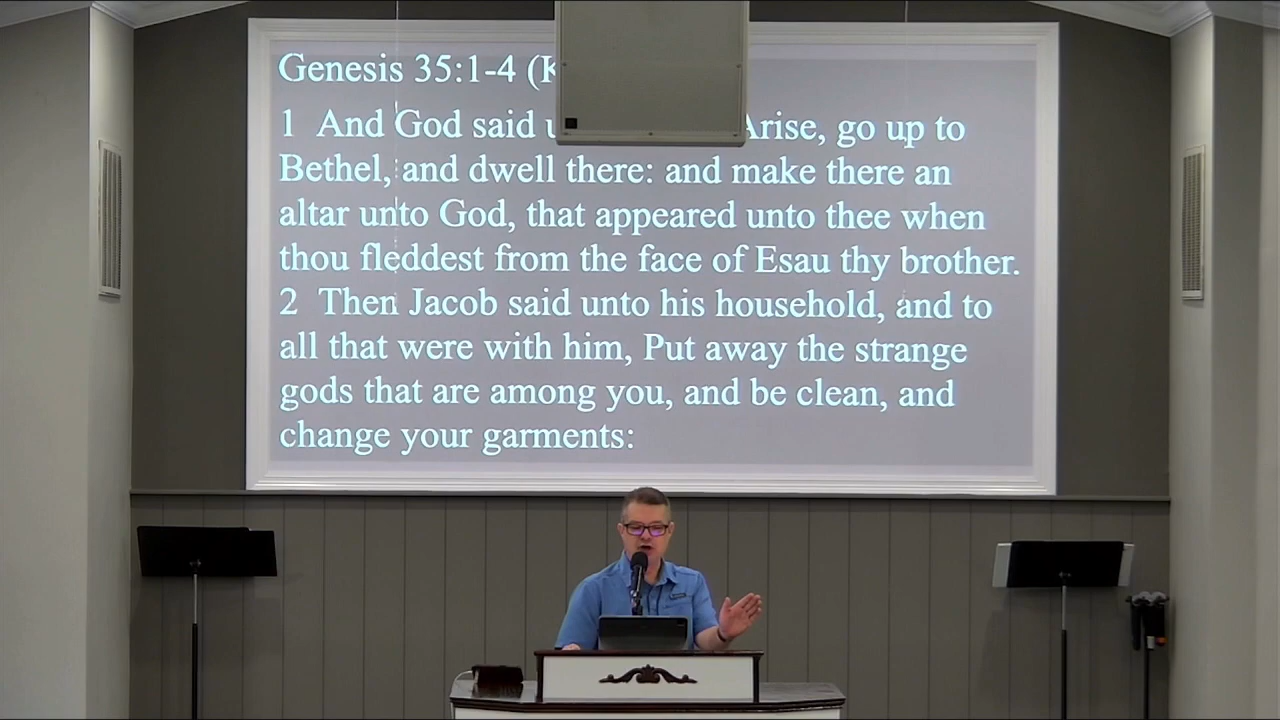 Genesis 35:1-4
1 And God said Arise, go up to
Bethel, and dwell there: and make there an
altar unto God, that appeared unto thee when
thou fleddest from the face of Esau thy brother.
2 Then Jacob said unto his household, and to
all that were with him, Put away the strange
gods that are among you, and be clean, and
change your garments: